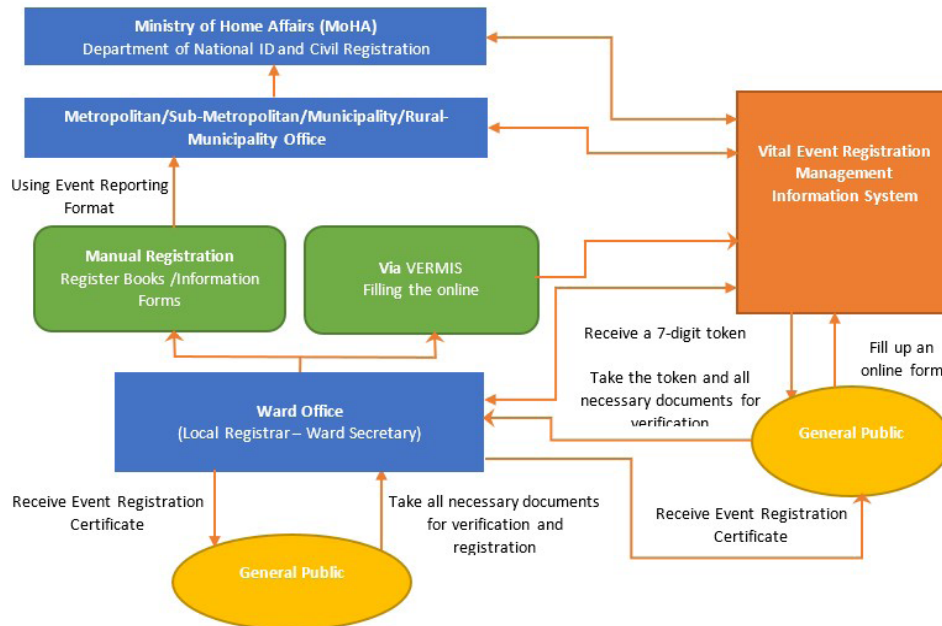 Ministry of Home Affairs (MoHA)
Department of National ID and Civil Registration
Metropolitan/Sub-Metropolitan/Municipality/Rural-
Municipality Office
Vital Event Registration
Management
Information System
Using Event Reporting
Format
Manual Registration
Register Books /Information
Forms
Via VERMIS
Filling the online
Receive a 7-digit token
Fill up an
online form
Take the token and all
necessary documents for
verification
Ward Office
(Local Registrar – Ward Secretary)
General Public
Receive Event Registration
Certificate
Take all necessary documents
for verification and
registration
Receive Event Registration
Certificate
General Public